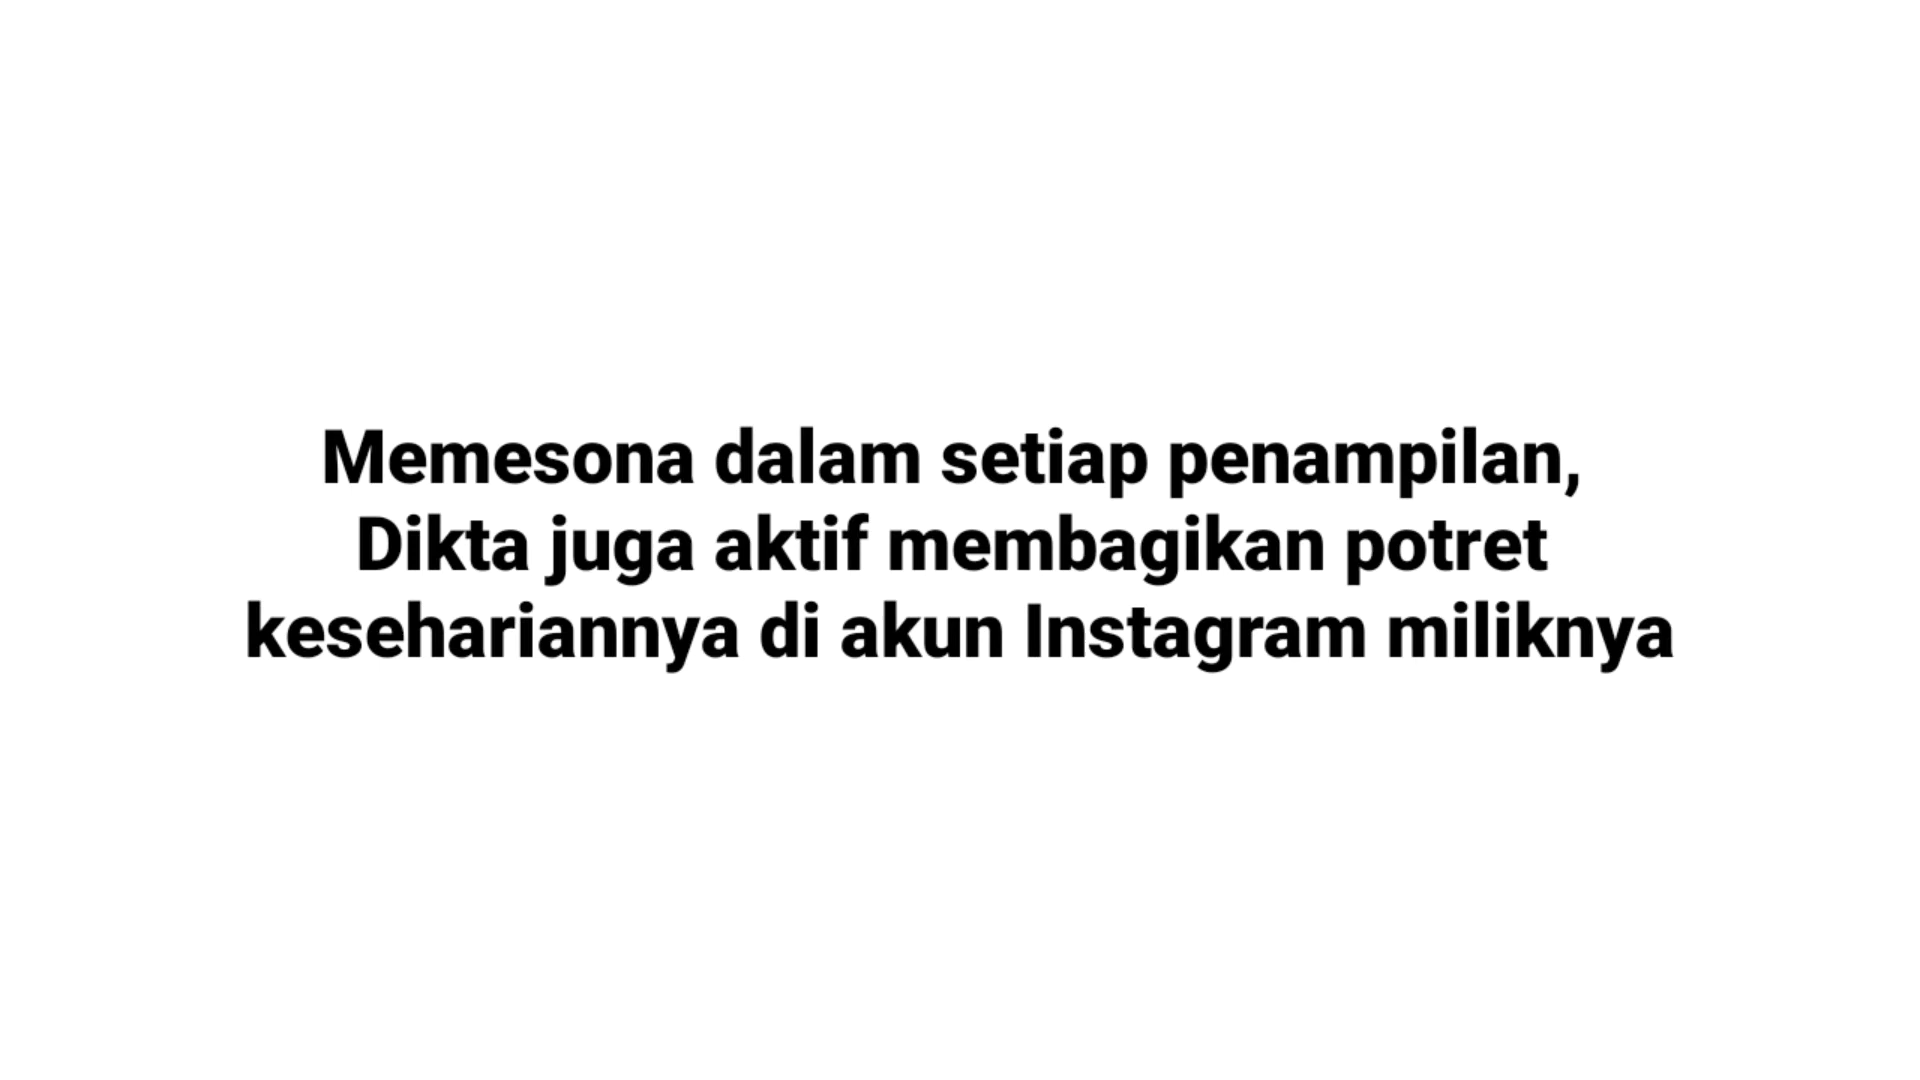 Memesona dalam setiap penampilan,
Dikta juga aktif membagikan potret
kesehariannya di akun Instagram miliknya